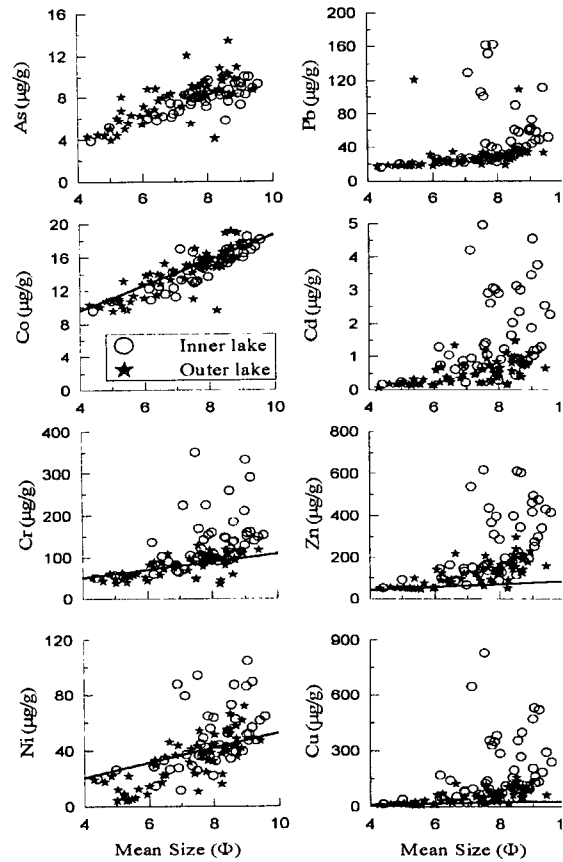 16
12
8
4
0
As (µg/g)
4 6 8 10
200
160
120
80
40
0
Pb (µg/g)
4 6 8
20
16
12
8
4
0
Co (µg/g)
Inner lake
Outer lake
4 6 8 10
5
4
3
2
1
0
Cd (µg/g)
4 6 8
400
350
300
250
200
150
100
50
0
Cr (µg/g)
4 6 8 10
800
600
400
200
0
Zn (µg/g)
4 6 8
120
80
40
0
Ni (µg/g)
4 6 8 10
Mean Size (Φ)
900
600
300
0
Cu (µg/g)
4 6 8
Mean Size (Φ)